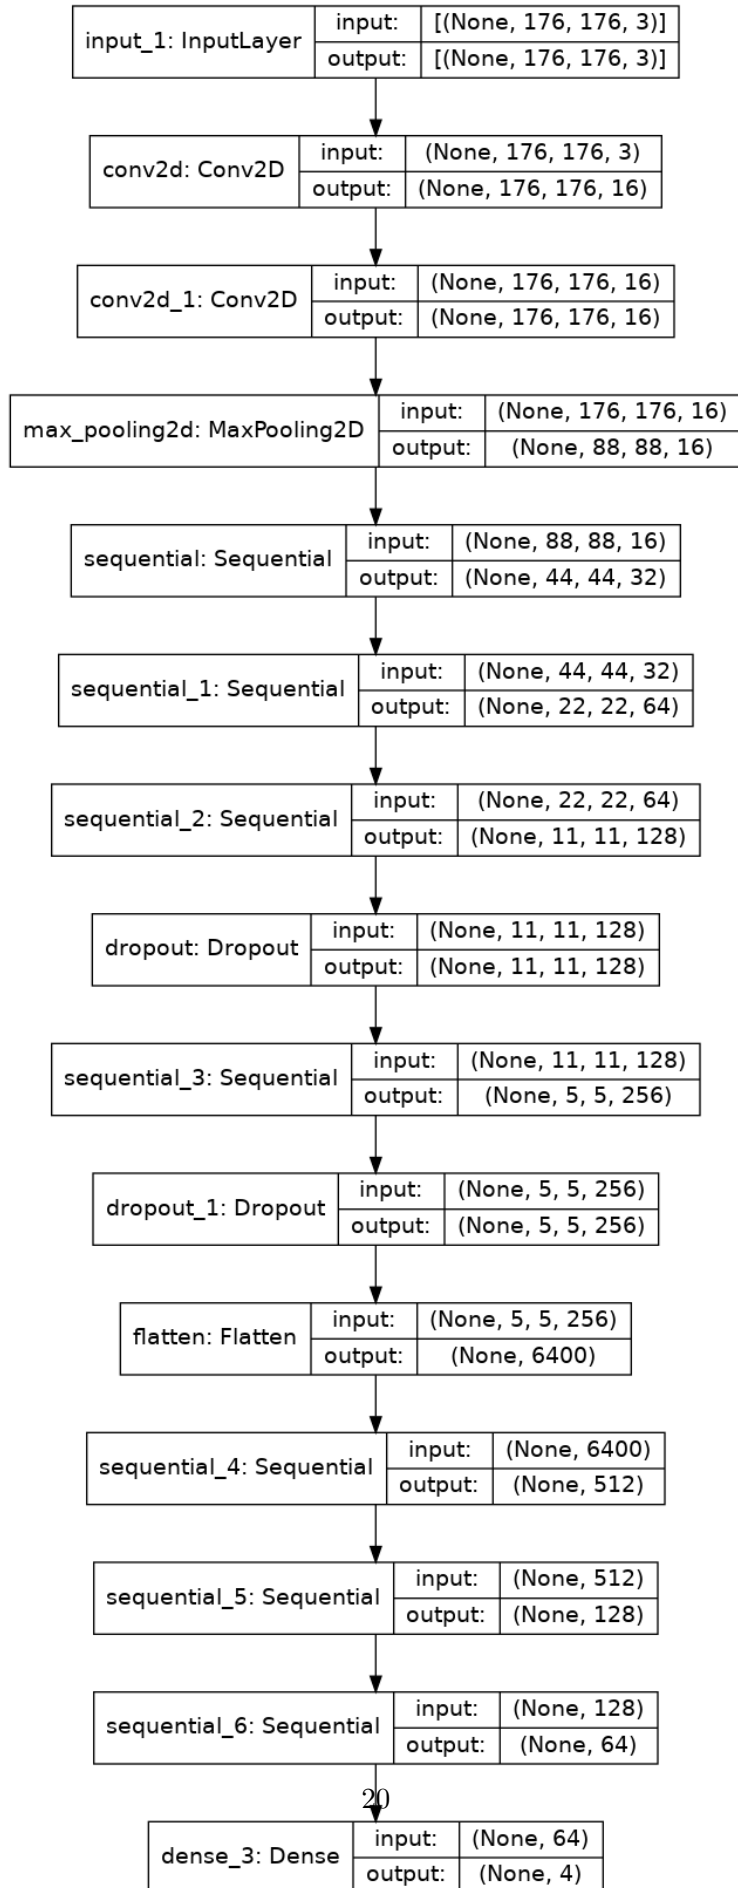 input_1: InputLayer
input: [(None, 176, 176, 3)]
output: [(None, 176, 176, 3)]
conv2d: Conv2D
input: (None, 176, 176, 3)
output: (None, 176, 176, 16)
conv2d_1: Conv2D
input: (None, 176, 176, 16)
output: (None, 176, 176, 16)
max_pooling2d: MaxPooling2D
input: (None, 176, 176, 16)
output: (None, 88, 88, 16)
sequential: Sequential
input: (None, 88, 88, 16)
output: (None, 44, 44, 32)
sequential_1: Sequential
input: (None, 44, 44, 32)
output: (None, 22, 22, 64)
sequential_2: Sequential
input: (None, 22, 22, 64)
output: (None, 11, 11, 128)
dropout: Dropout
input: (None, 11, 11, 128)
output: (None, 11, 11, 128)
sequential_3: Sequential
input: (None, 11, 11, 128)
output: (None, 5, 5, 256)
dropout_1: Dropout
input: (None, 5, 5, 256)
output: (None, 5, 5, 256)
flatten: Flatten
input: (None, 5, 5, 256)
output: (None, 6400)
sequential_4: Sequential
input: (None, 6400)
output: (None, 512)
sequential_5: Sequential
input: (None, 512)
output: (None, 128)
sequential_6: Sequential
input: (None, 128)
output: (None, 64)
20
dense_3: Dense
input: (None, 64)
output: (None, 4)